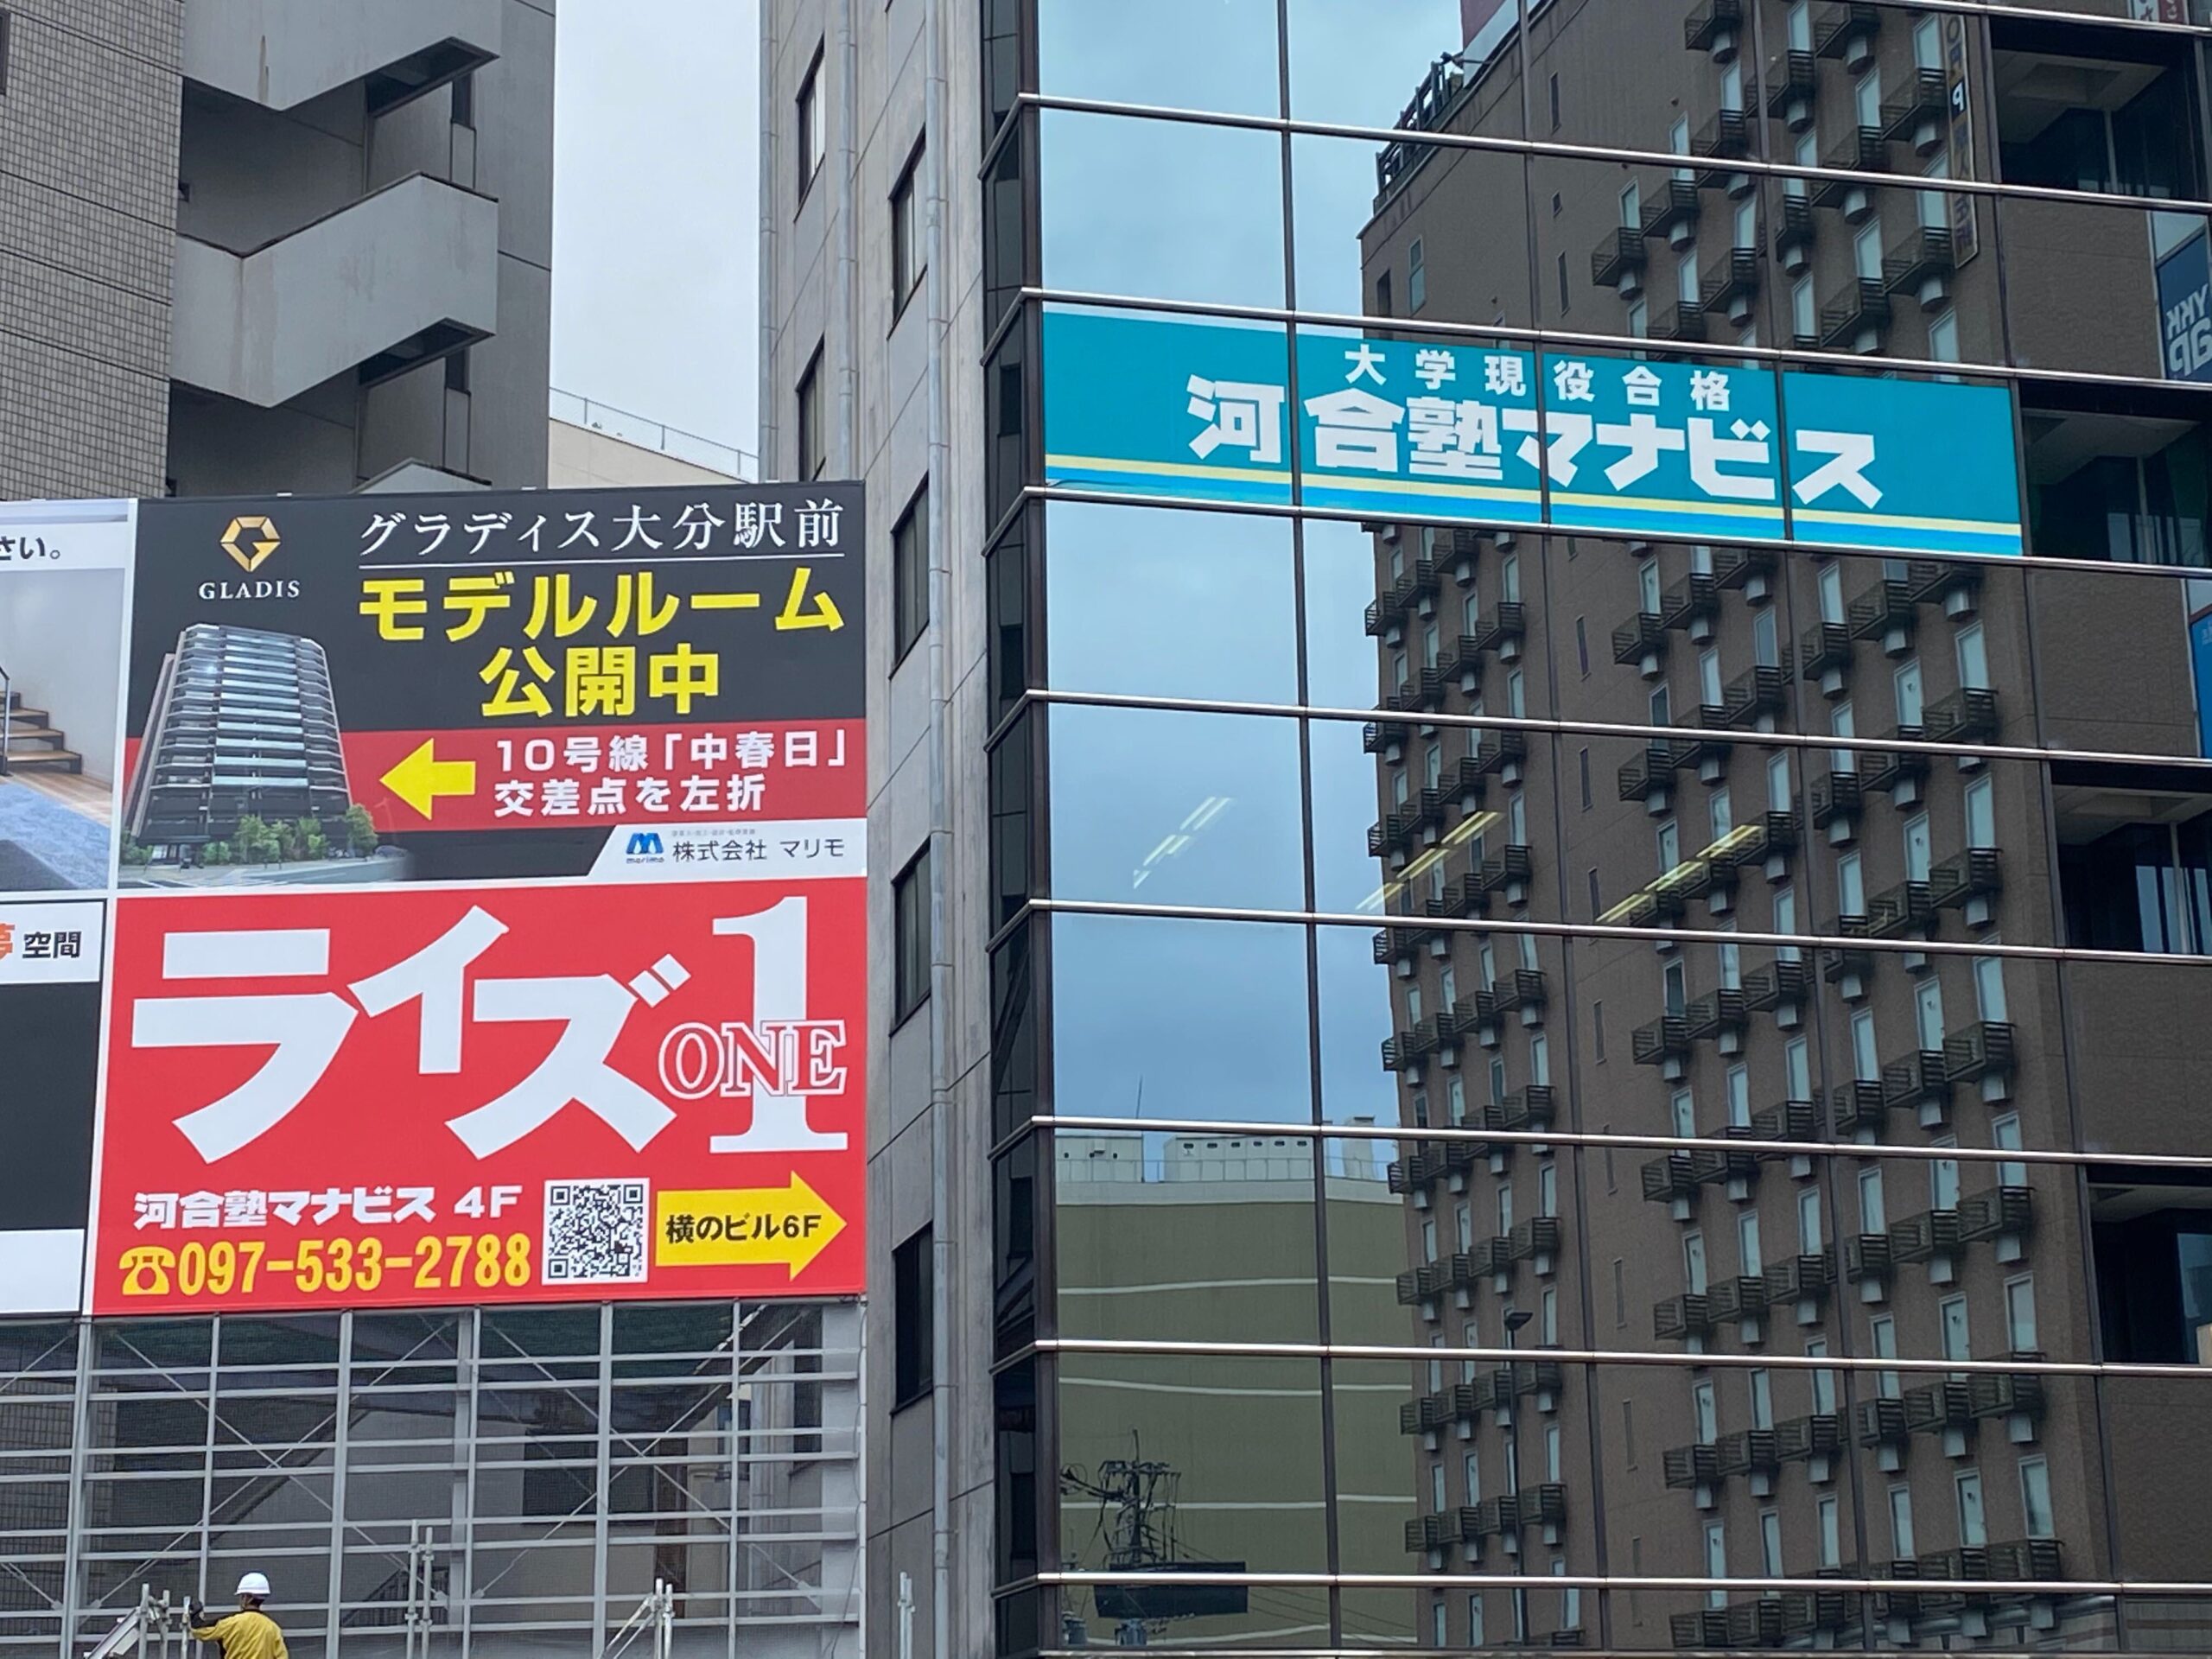 さい。
空間
GLADIS
グラディス大分駅前
モデルルーム
公開中
10号線「中春日」
交差点を左折
marimo
株式会社 マリモ
ライズ1
ONE
河合塾マナビス 4F
☎097-533-2788
横のビル6F
大学現役合格
河合塾マナビス
YKK
ap